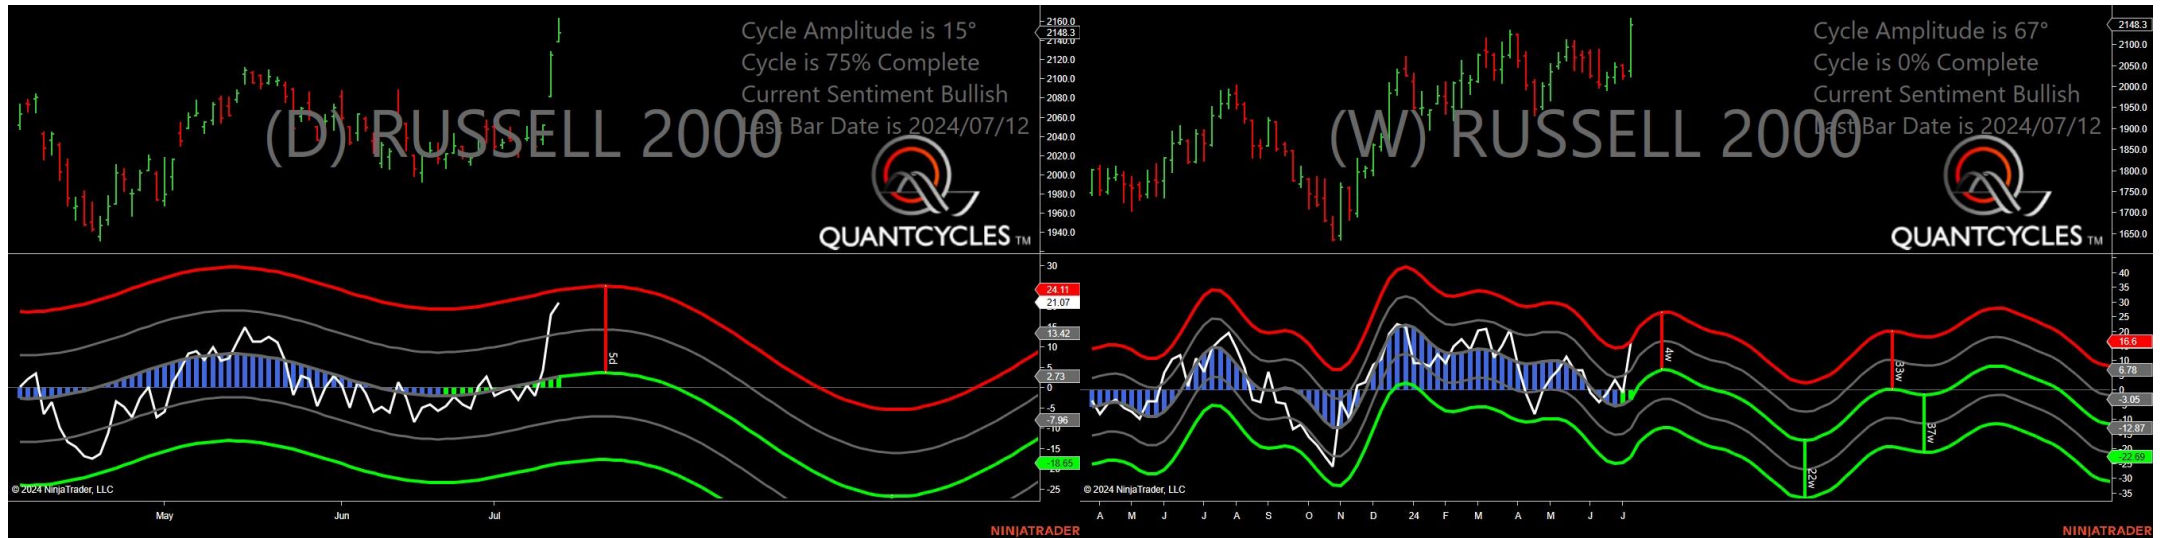 Cycle Amplitude is 15°
Cycle is 75% Complete
Current Sentiment Bullish
Last Bar Date is 2024/07/12
(D) RUSSELL 2000
QUANTCYCLES TM
2160.0
2148.3
2140.0
2120.0
2100.0
2080.0
2060.0
2040.0
2020.0
2000.0
1980.0
1960.0
1940.0
30
24.11
21.07
15
13.42
10
5
2.73
0
-5
-7.96
-10
-15
-18.65
-25
5d
© 2024 NinjaTrader, LLC
May
Jun
Jul
NINJATRADER
Cycle Amplitude is 67°
Cycle is 0% Complete
Current Sentiment Bullish
Last Bar Date is 2024/07/12
(W) RUSSELL 2000
QUANTCYCLES TM
2148.3
2100.0
2050.0
2000.0
1950.0
1900.0
1850.0
1800.0
1750.0
1700.0
1650.0
40
35
30
25
20
16.6
10
6.78
0
-3.05
-10
-12.87
-15
-20
-22.69
-25
-30
-35
4w
33w
37w
22w
© 2024 NinjaTrader, LLC
A M J J A S O N D 24 F M A M J J
NINJATRADER